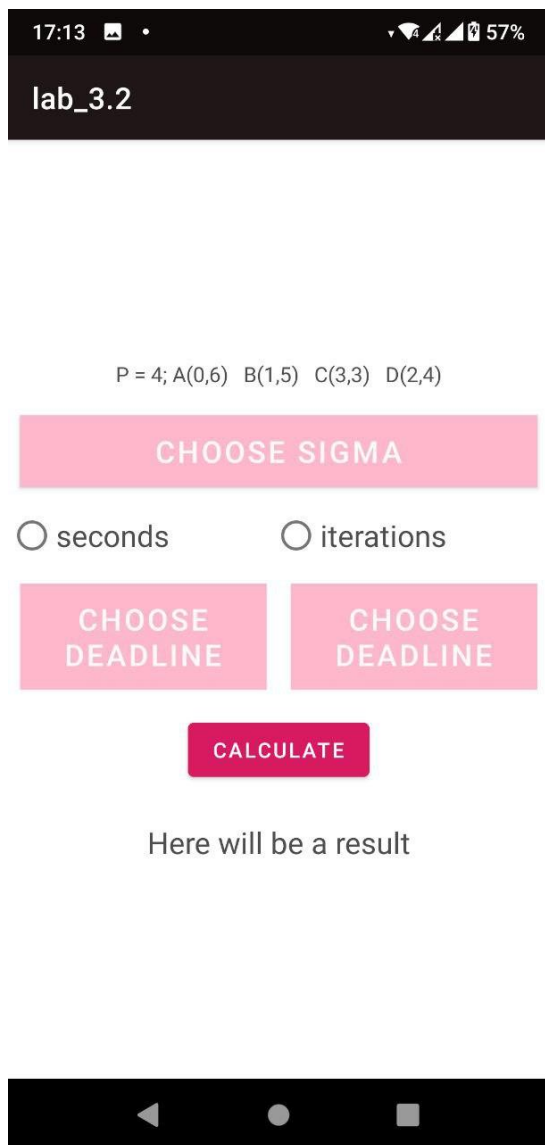 17:13 57%
lab_3.2
P = 4; A(0,6) B(1,5) C(3,3) D(2,4)
CHOOSE SIGMA
seconds iterations
CHOOSE DEADLINE
CHOOSE DEADLINE
CALCULATE
Here will be a result